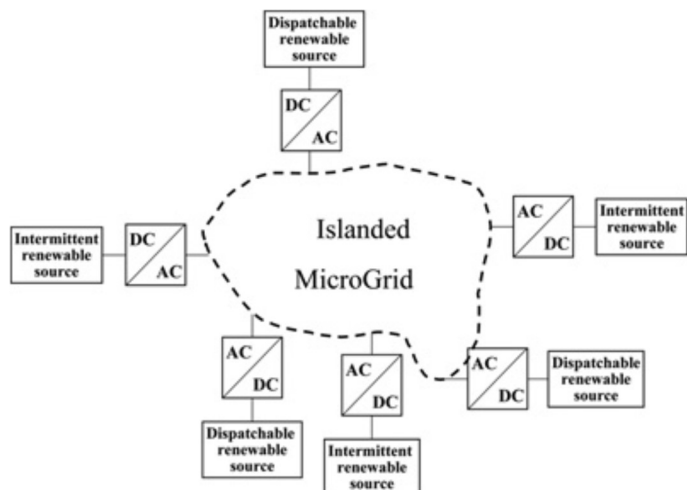 Dispatchable
renewable
source
DC
AC
Islanded
MicroGrid
Intermittent
renewable
source
DC
AC
AC
DC
Intermittent
renewable
source
AC
DC
Dispatchable
renewable
source
AC
DC
Intermittent
renewable
source
AC
DC
Dispatchable
renewable
source